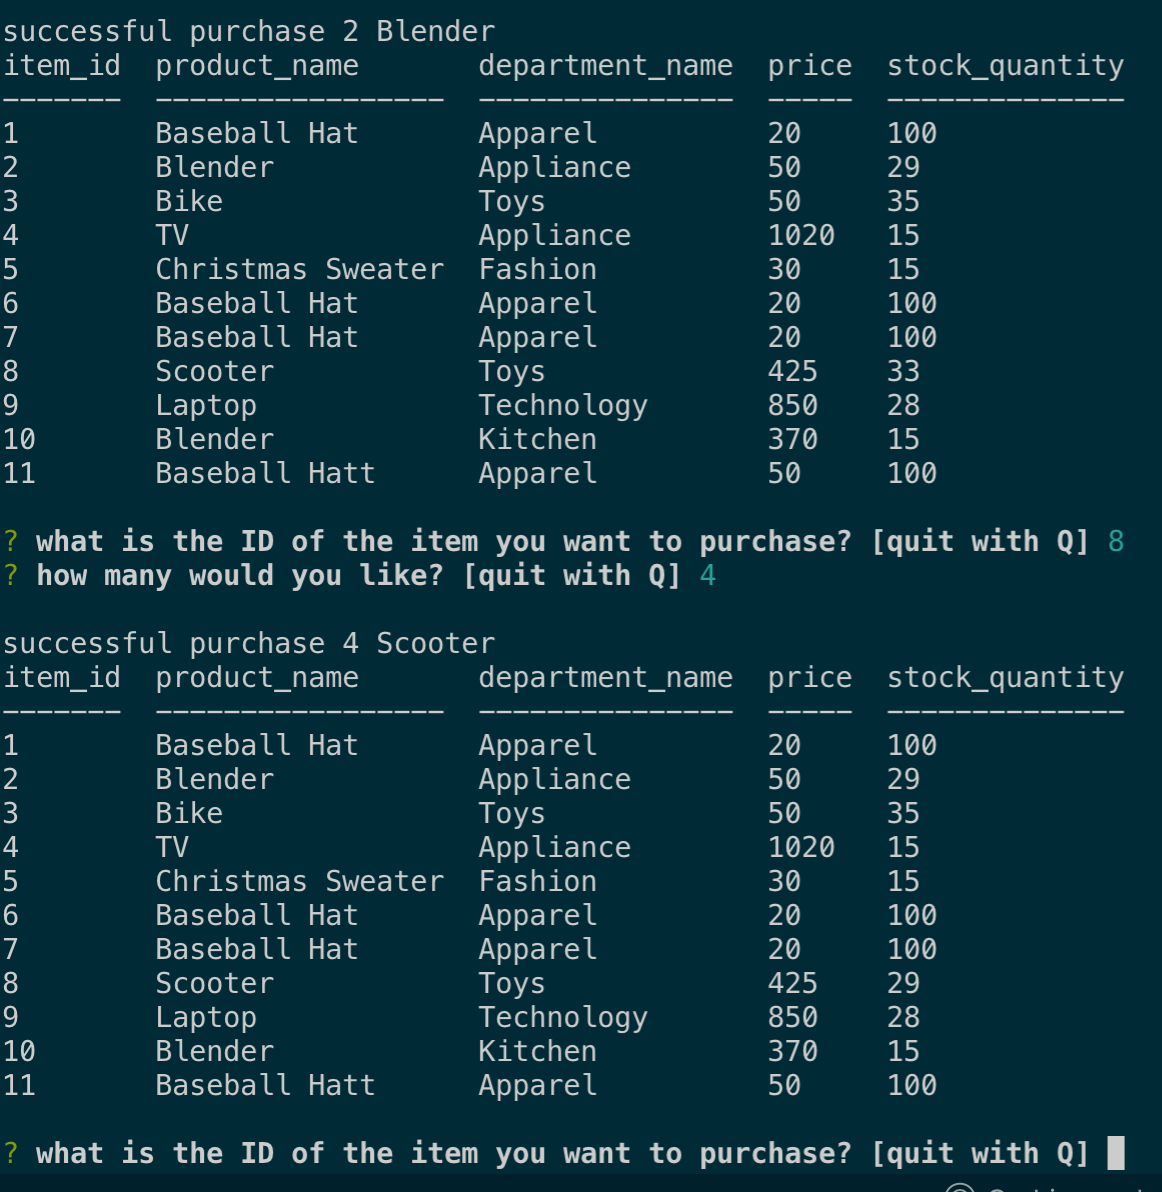 successful purchase 2 Blender
item_id  product_name       department_name  price  stock_quantity
-------  -----------------  ---------------  -----  --------------
1        Baseball Hat       Apparel          20     100
2        Blender            Appliance        50     29
3        Bike               Toys             50     35
4        TV                 Appliance        1020   15
5        Christmas Sweater  Fashion          30     15
6        Baseball Hat       Apparel          20     100
7        Baseball Hat       Apparel          20     100
8        Scooter            Toys             425    33
9        Laptop             Technology       850    28
10       Blender            Kitchen          370    15
11       Baseball Hatt      Apparel          50     100
? what is the ID of the item you want to purchase? [quit with Q] 8
? how many would you like? [quit with Q] 4
successful purchase 4 Scooter
item_id  product_name       department_name  price  stock_quantity
-------  -----------------  ---------------  -----  --------------
1        Baseball Hat       Apparel          20     100
2        Blender            Appliance        50     29
3        Bike               Toys             50     35
4        TV                 Appliance        1020   15
5        Christmas Sweater  Fashion          30     15
6        Baseball Hat       Apparel          20     100
7        Baseball Hat       Apparel          20     100
8        Scooter            Toys             425    29
9        Laptop             Technology       850    28
10       Blender            Kitchen          370    15
11       Baseball Hatt      Apparel          50     100
? what is the ID of the item you want to purchase? [quit with Q]